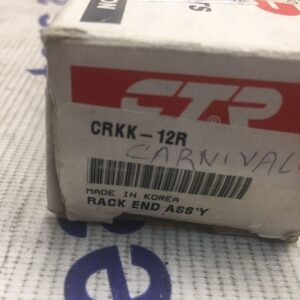 CTR
CRKK-12R
CARNIVAL
MADE IN KOREA
RACK END ASS'Y